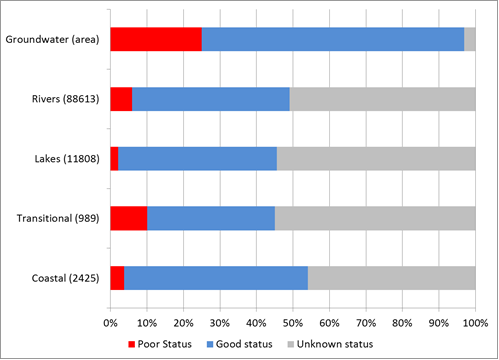 Groundwater (area)
Rivers (88613)
Lakes (11808)
Transitional (989)
Coastal (2425)
0% 10% 20% 30% 40% 50% 60% 70% 80% 90% 100%
Poor Status Good status Unknown status